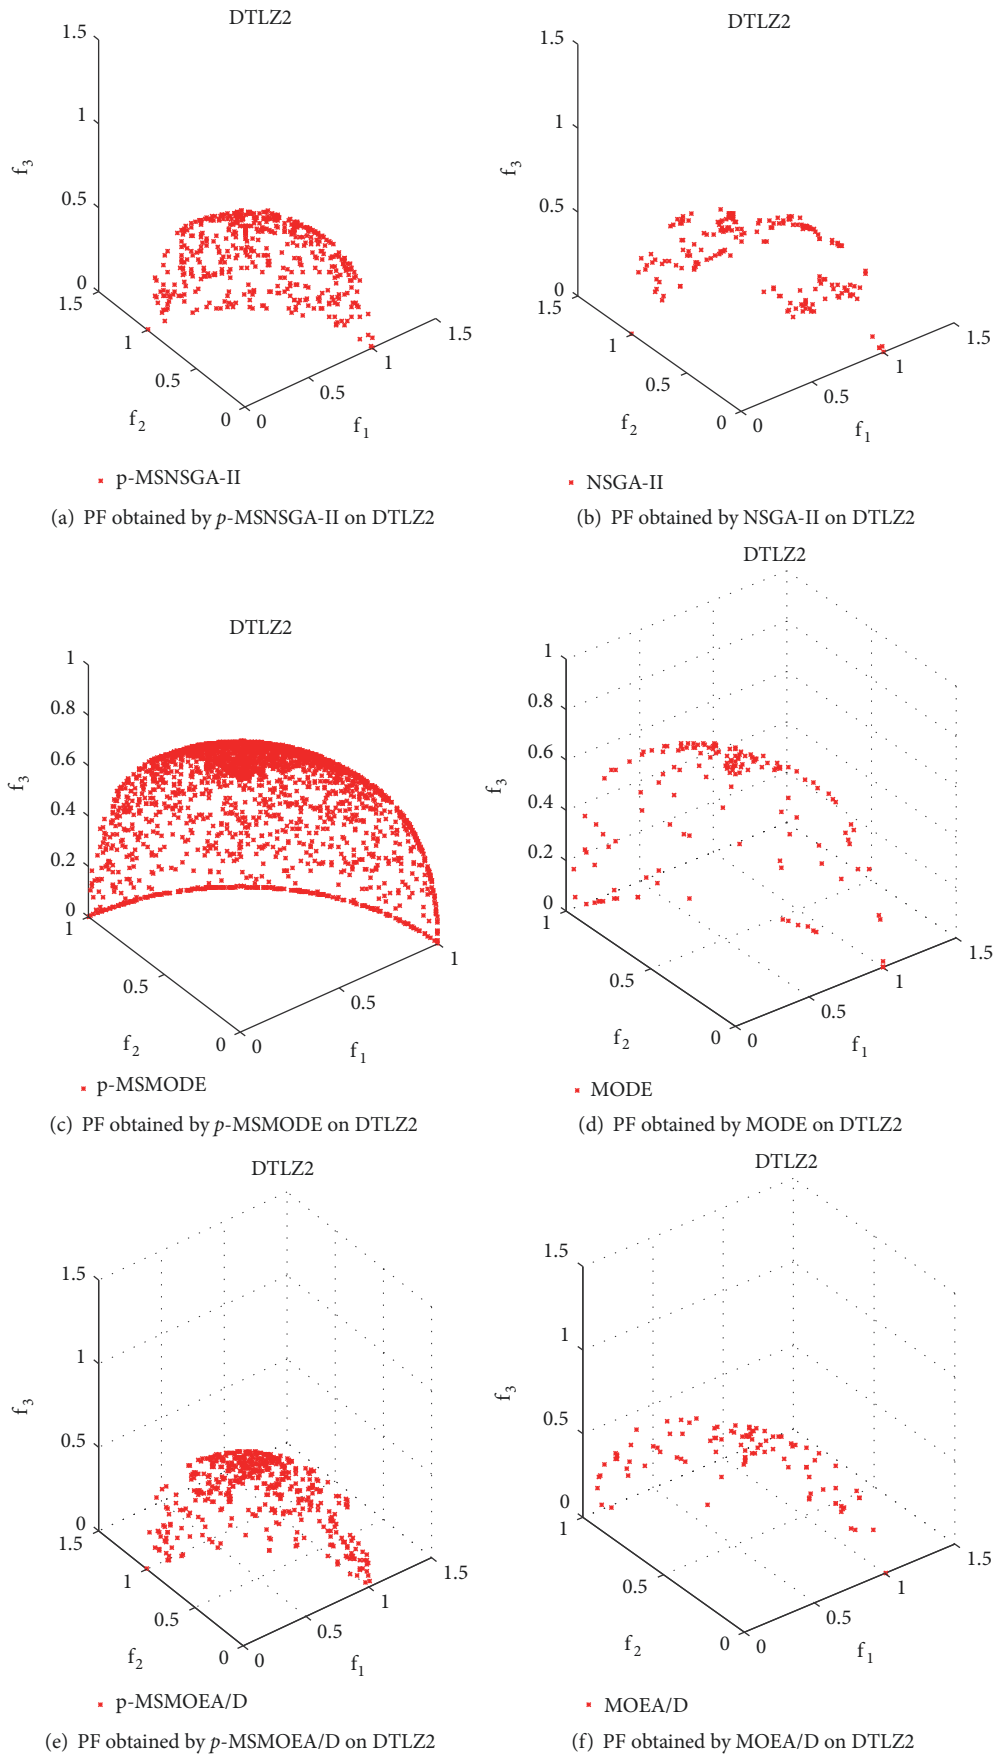 DTLZ2
1.5
1
0.5
0
f3
1.5
1
0.5
0
f2
0
0.5
1
1.5
f1
p-MSNSGA-II
(a) PF obtained by p-MSNSGA-II on DTLZ2
DTLZ2
1.5
1
0.5
0
f3
1.5
1
0.5
0
f2
0
0.5
1
1.5
f1
NSGA-II
(b) PF obtained by NSGA-II on DTLZ2
DTLZ2
1
0.8
0.6
0.4
0.2
0
f3
1
0.5
0
f2
0
0.5
1
f1
p-MSMODE
(c) PF obtained by p-MSMODE on DTLZ2
DTLZ2
1
0.8
0.6
0.4
0.2
0
f3
1
0.5
0
f2
0
0.5
1
1.5
f1
MODE
(d) PF obtained by MODE on DTLZ2
DTLZ2
1.5
1
0.5
0
f3
1.5
1
0.5
0
f2
0
0.5
1
1.5
f1
p-MSMOEA/D
(e) PF obtained by p-MSMOEA/D on DTLZ2
DTLZ2
1.5
1
0.5
0
f3
1
0.5
0
f2
0
0.5
1
1.5
f1
MOEA/D
(f) PF obtained by MOEA/D on DTLZ2